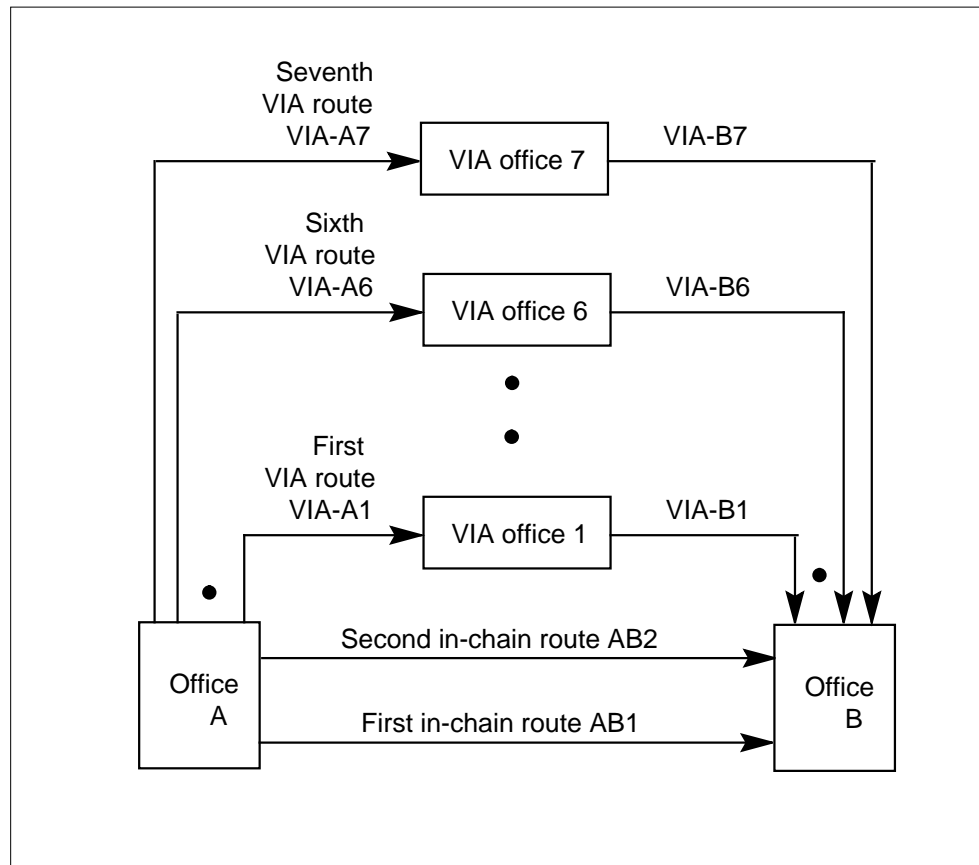 Seventh
VIA route
VIA-A7
VIA office 7
VIA-B7
Sixth
VIA route
VIA-A6
VIA office 6
VIA-B6
First
VIA route
VIA-A1
VIA office 1
VIA-B1
Second in-chain route AB2
Office
A
Office
B
First in-chain route AB1